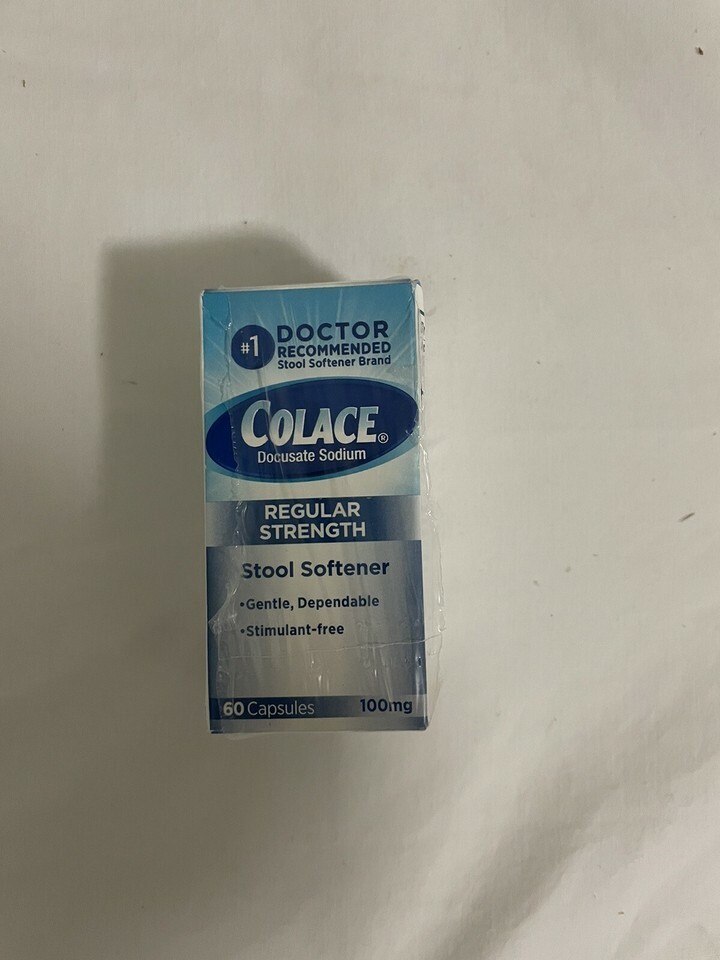 #1 DOCTOR
RECOMMENDED
Stool Softener Brand
COLACE®
Docusate Sodium
REGULAR
STRENGTH
Stool Softener
•Gentle, Dependable
•Stimulant-free
60 Capsules 100mg